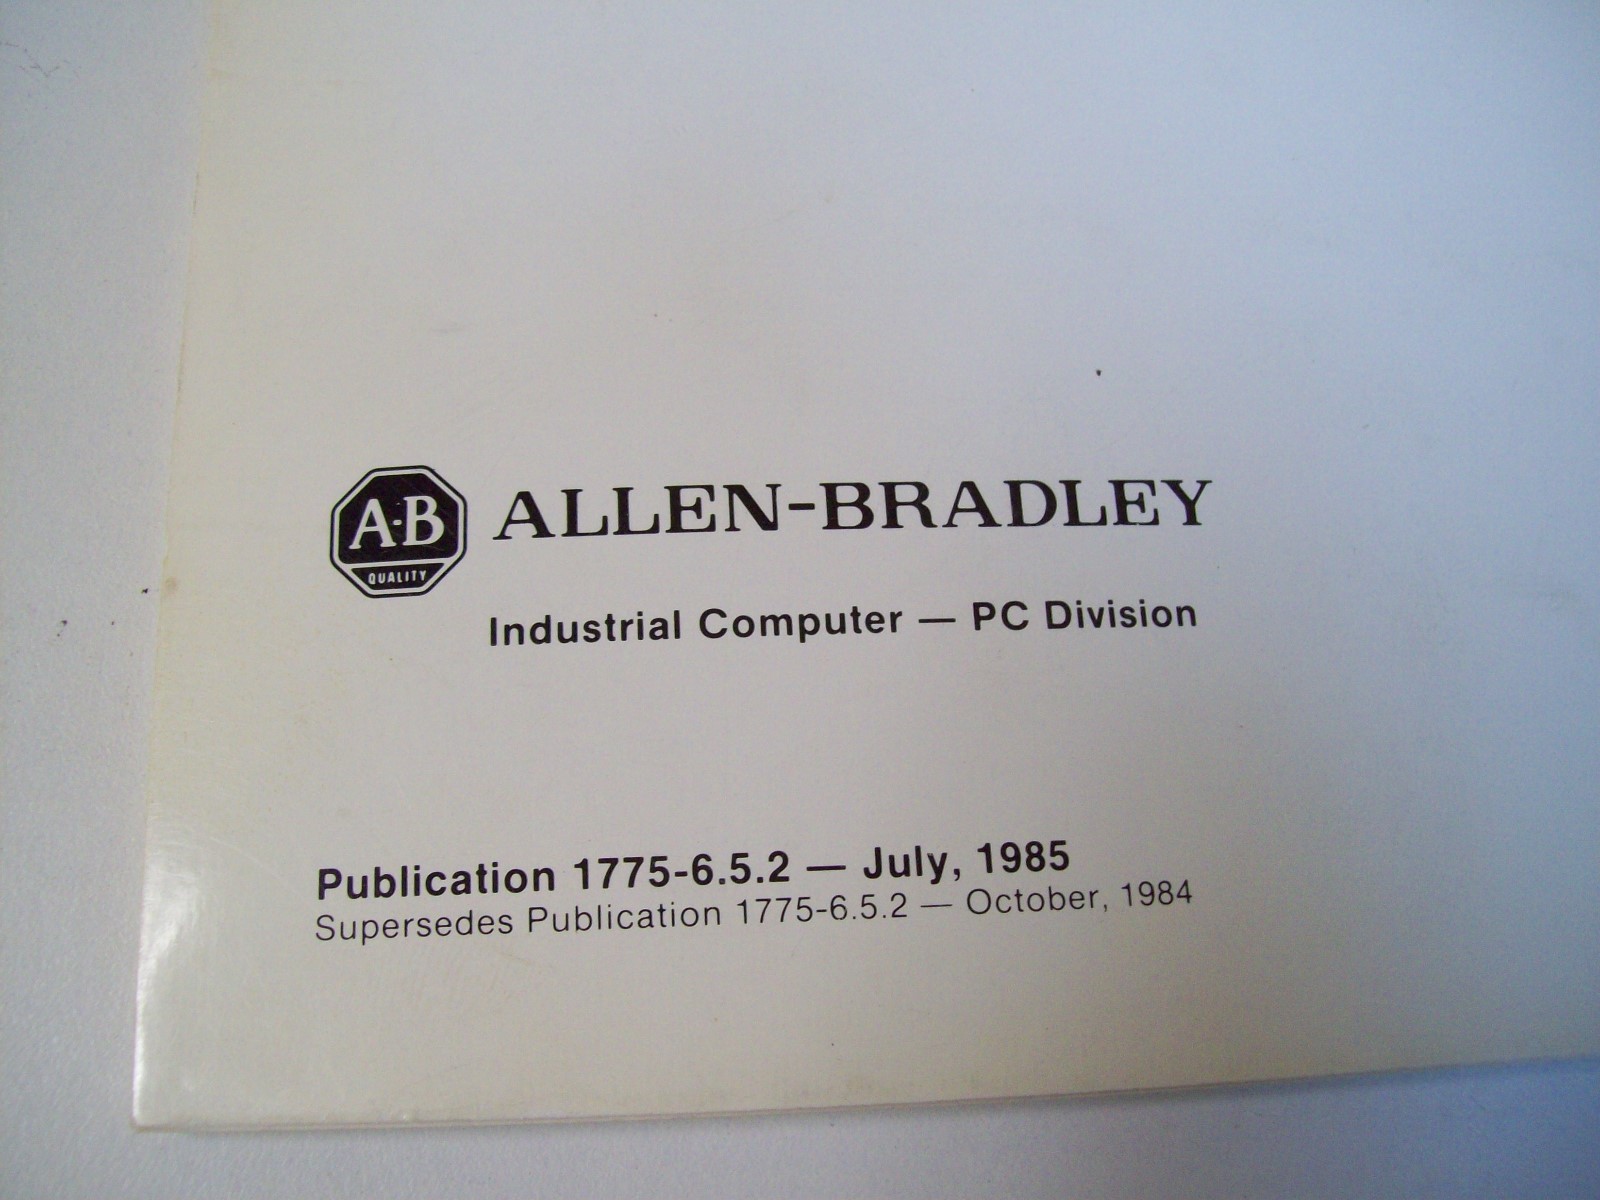 A-B
QUALITY
ALLEN-BRADLEY
Industrial Computer — PC Division
Publication 1775-6.5.2 — July, 1985
Supersedes Publication 1775-6.5.2 — October, 1984